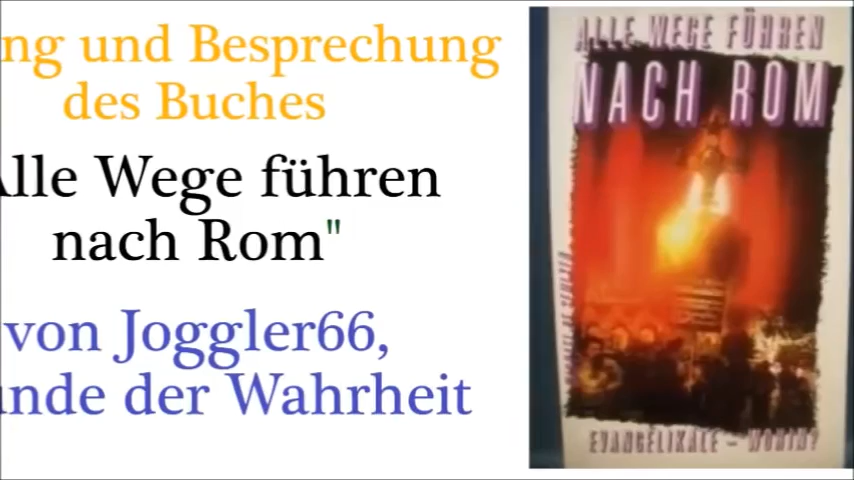 ng und Besprechung
des Buches
Alle Wege führen
nach Rom"
von Joggler66,
unde der Wahrheit
ALLE WEGE FÜHREN
NACH ROM
EVANGELIKALE – WOHIN?